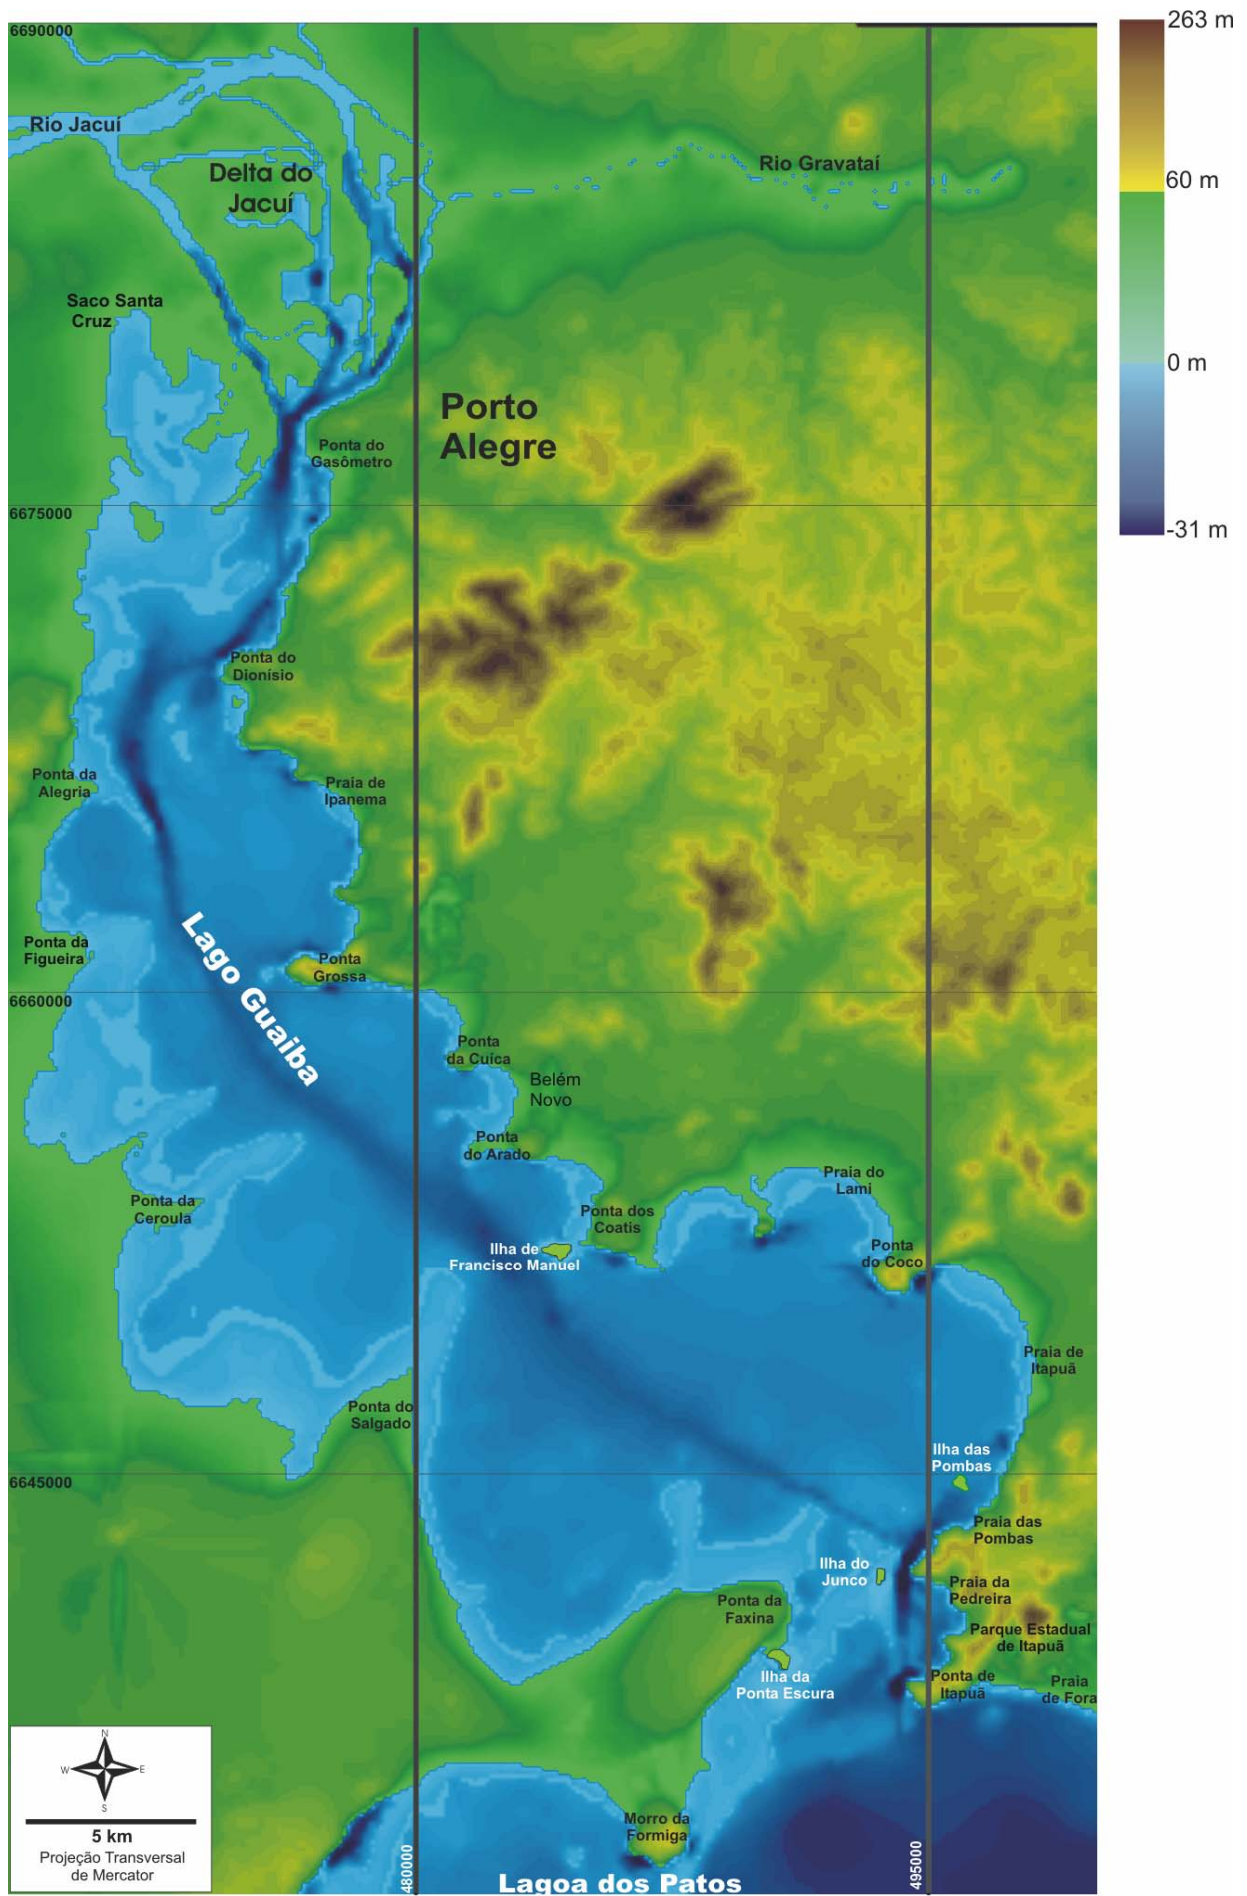 6690000
263 m
Rio Jacuí
Delta do
Jacuí
Rio Gravataí
60 m
Saco Santa
Cruz
0 m
Porto
Alegre
Ponta do
Gasômetro
6675000
-31 m
Ponta do
Dionísio
Ponta da
Alegria
Praia de
Ipanema
Lago Guaiba
Ponta da
Figueira
Ponta
Grossa
6660000
Ponta
da Cuíca
Belém
Novo
Ponta
do Arado
Praia do
Lami
Ponta da
Ceroula
Ponta dos
Coatis
Ilha de
Francisco Manuel
Ponta
do Coco
Praia de
Itapuã
Ponta do
Salgado
Ilha das
Pombas
6645000
Praia das
Pombas
Ilha do
Junco
Praia da
Pedreira
Ponta da
Faxina
Parque Estadual
de Itapuã
Ilha da
Ponta Escura
Ponta de
Itapuã
Praia
de Fora
N
W
E
S
5 km
Projeção Transversal
de Mercator
Morro da
Formiga
480000
495000
Lagoa dos Patos